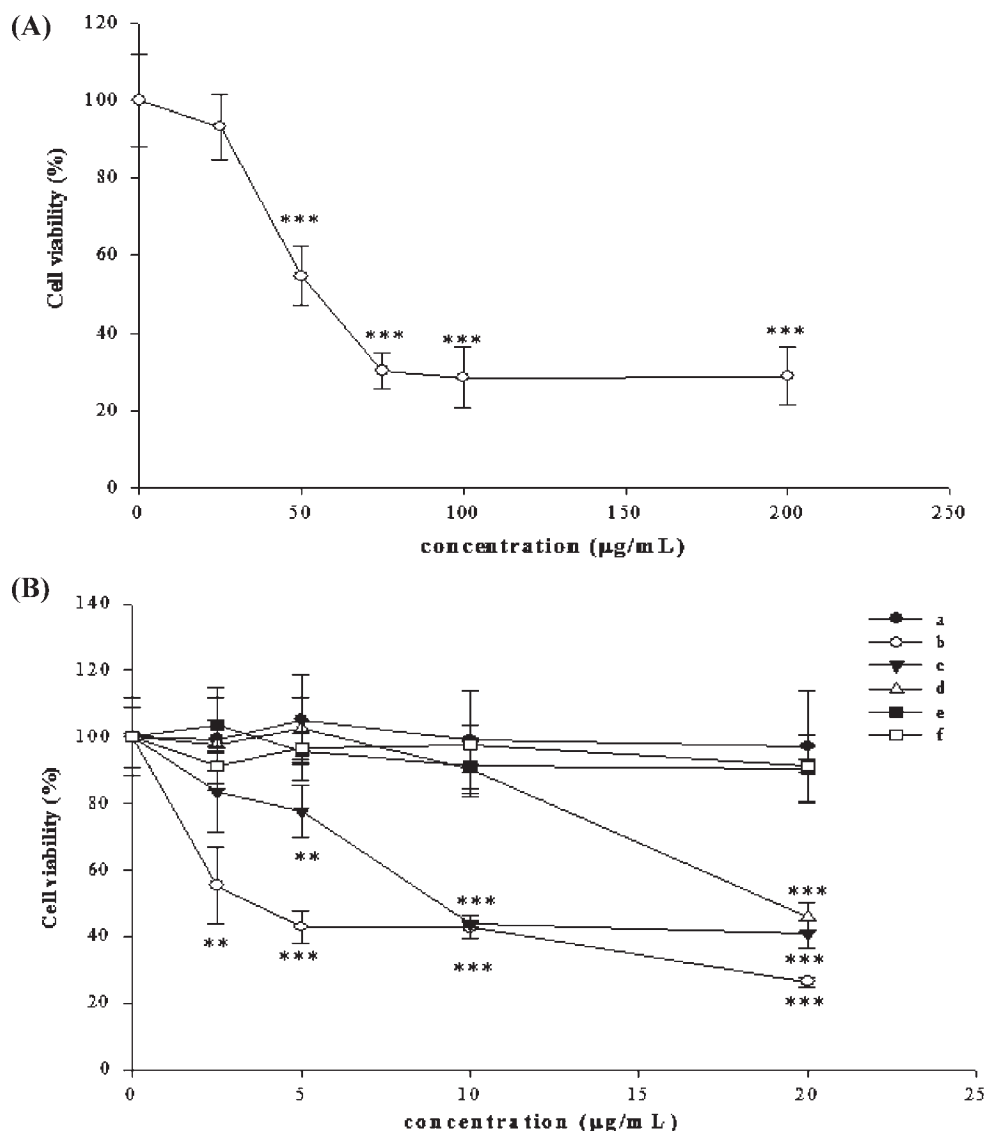 (A)
120
100
80
60
40
20
0
Cell viability (%)
***
***
***
***
0 50 100 150 200 250
concentration (μg/mL)
(B)
140
120
100
80
60
40
20
0
Cell viability (%)
a
b
c
d
e
f
**
***
***
**
***
***
***
***
0 5 10 15 20 25
concentration (μg/mL)